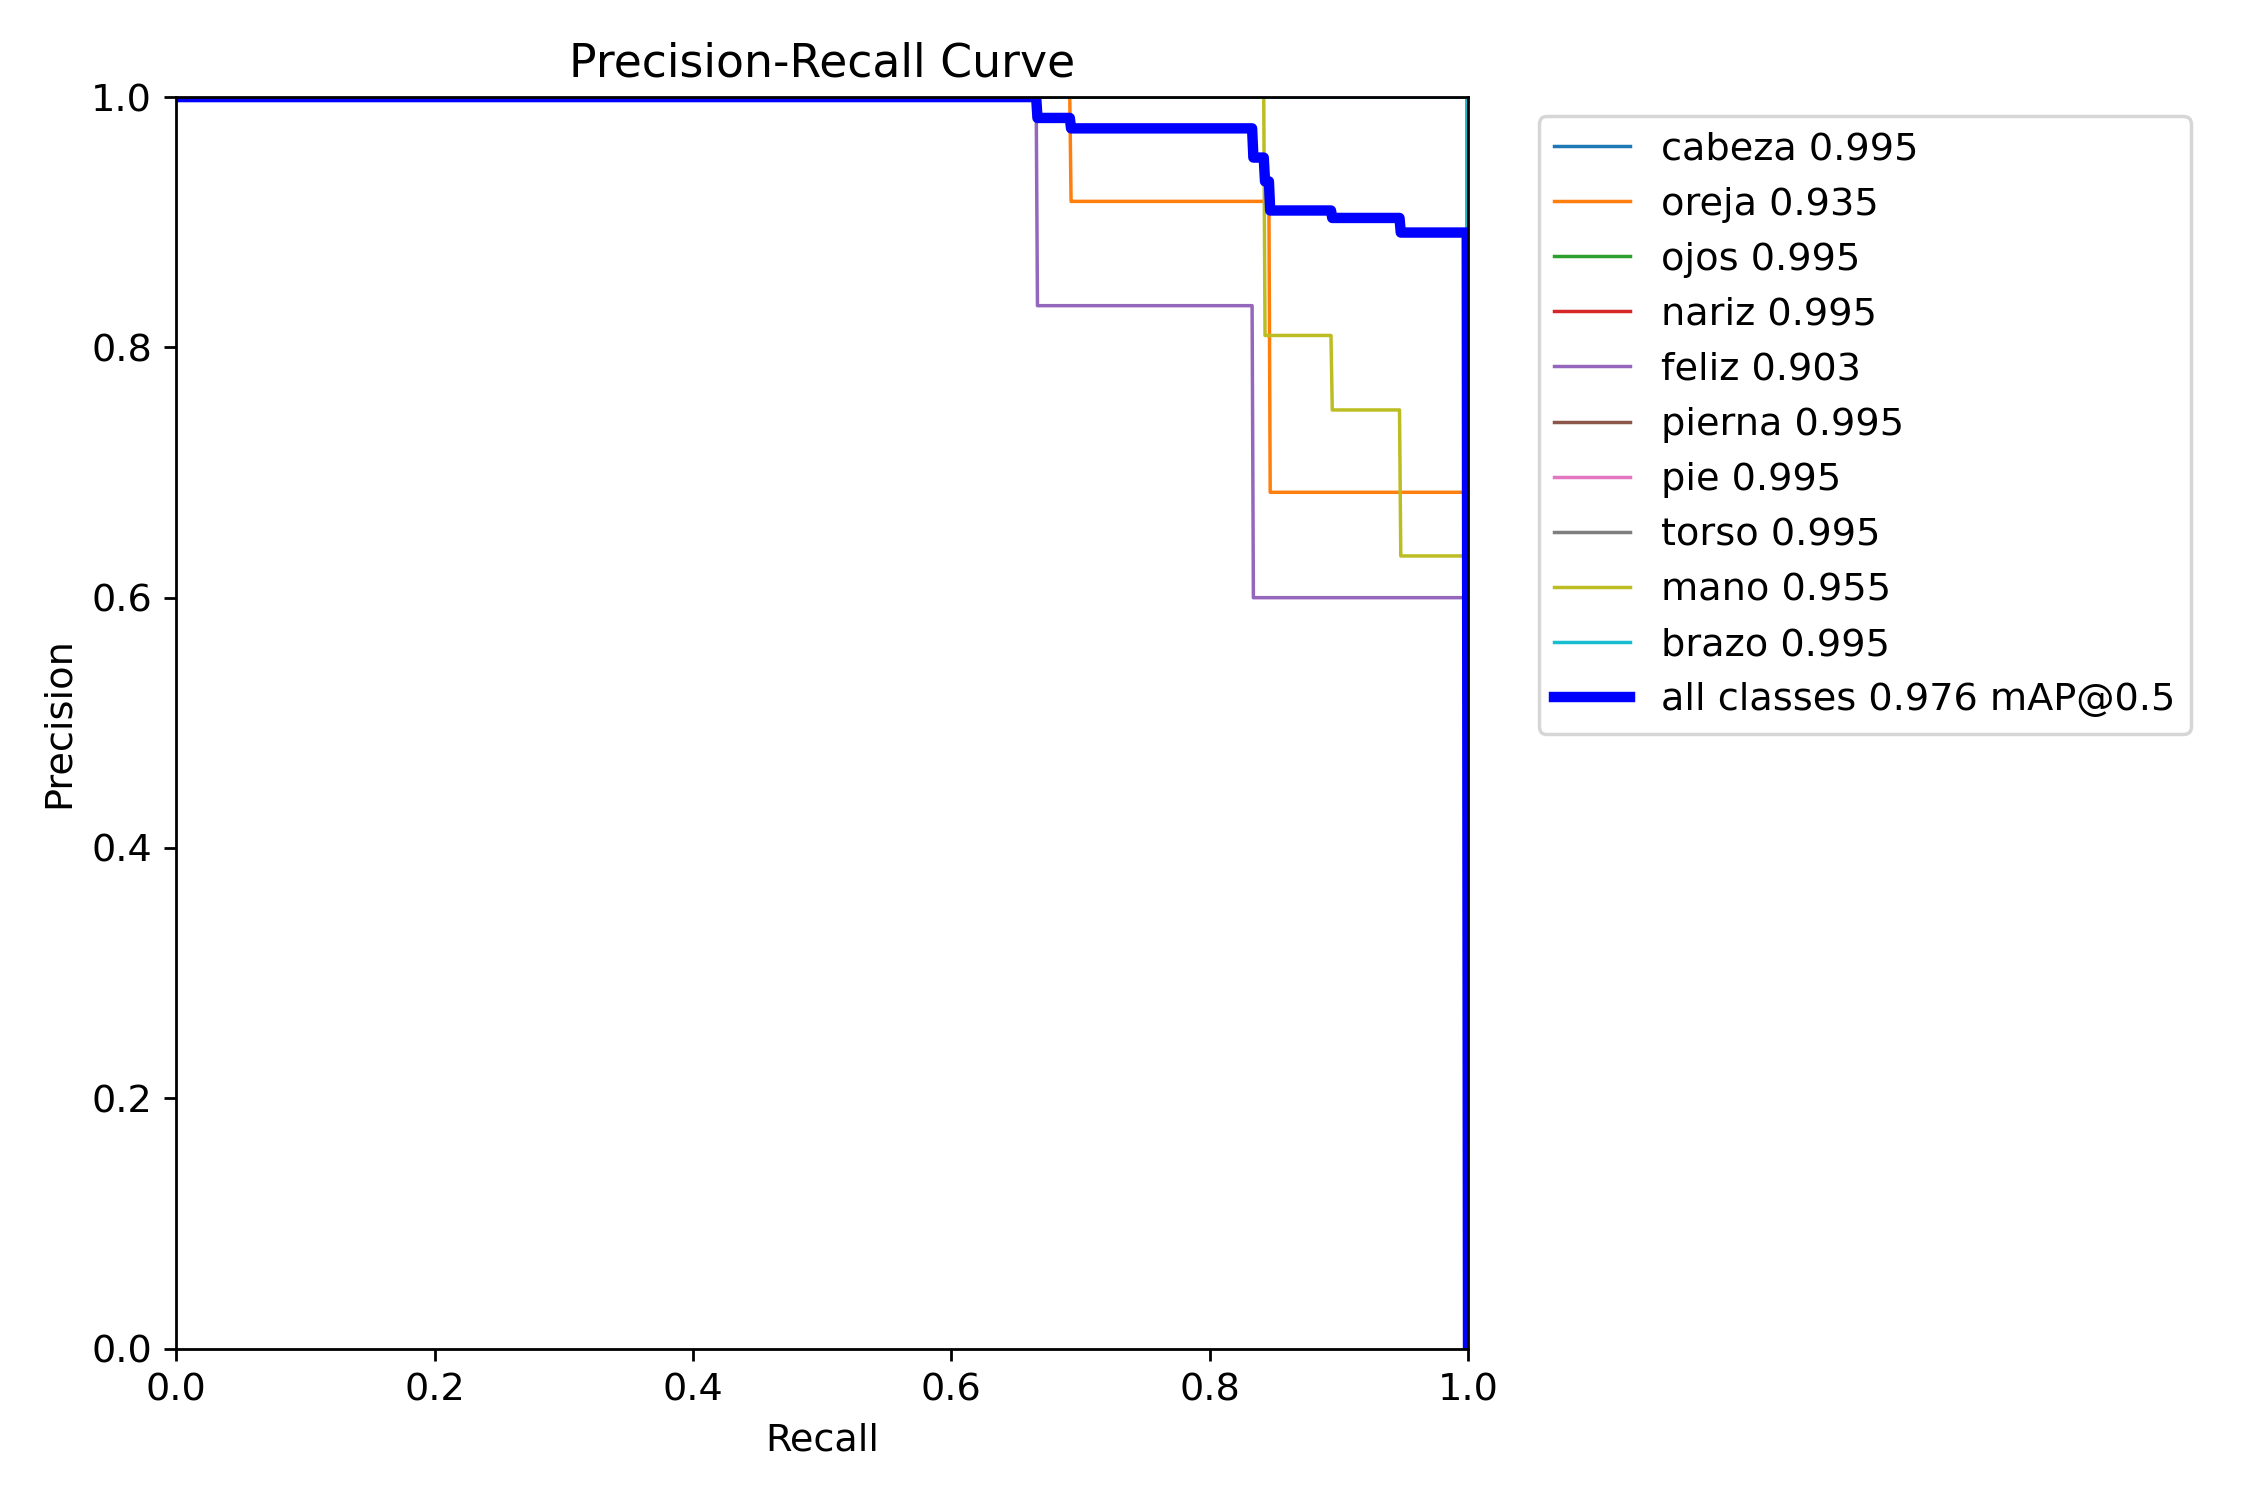 Precision-Recall Curve
1.0
0.8
0.6
0.4
0.2
0.0
Precision
0.0 0.2 0.4 0.6 0.8 1.0
Recall
cabeza 0.995
oreja 0.935
ojos 0.995
nariz 0.995
feliz 0.903
pierna 0.995
pie 0.995
torso 0.995
mano 0.955
brazo 0.995
all classes 0.976 mAP@0.5